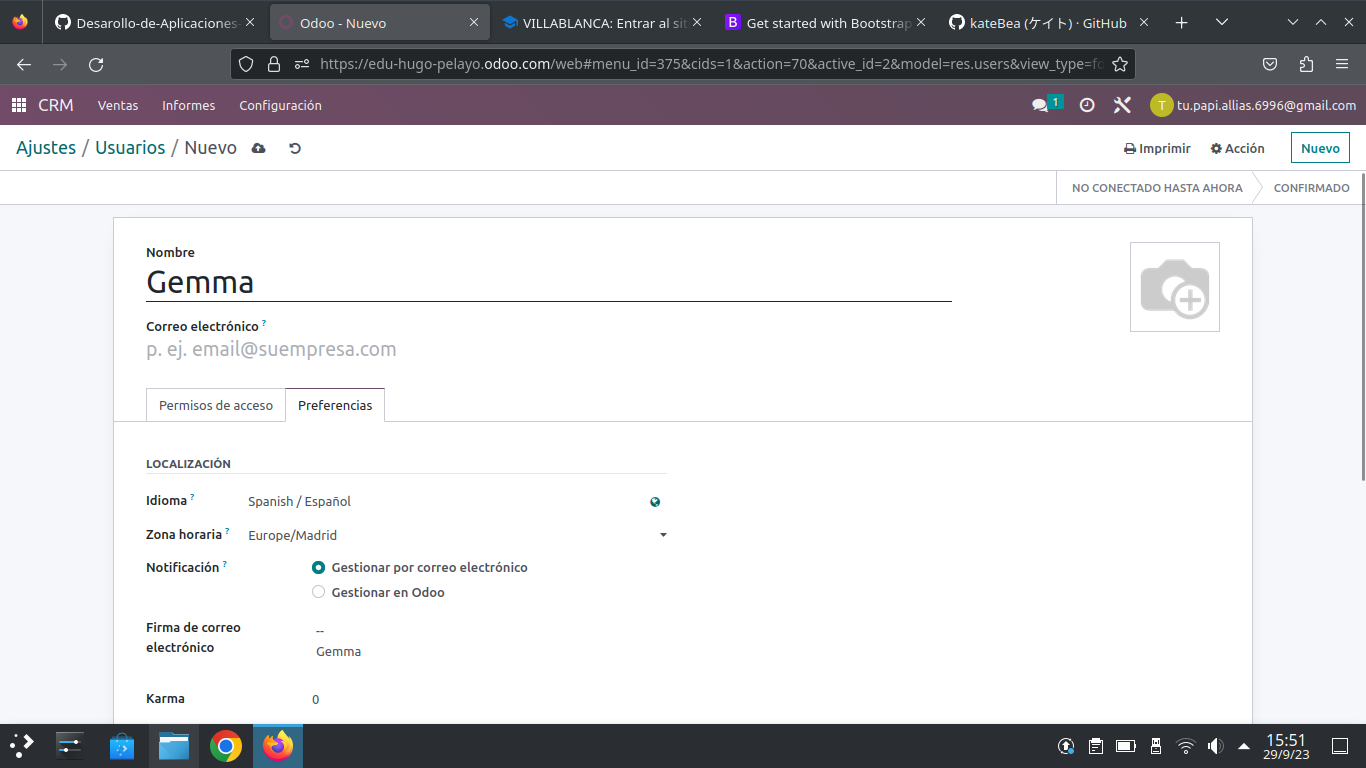 Desarollo-de-Aplicaciones- Odoo - Nuevo VILLABLANCA: Entrar al sit Get started with Bootstrap kateBea (ケイト) · GitHub
https://edu-hugo-pelayo.odoo.com/web#menu_id=375&cids=1&action=70&active_id=2&model=res.users&view_type=fo
CRM Ventas Informes Configuración 1 T tu.papi.allias.6996@gmail.com
Ajustes / Usuarios / Nuevo Imprimir Acción Nuevo
NO CONECTADO HASTA AHORA CONFIRMADO
Nombre
Gemma
Correo electrónico ?
p. ej. email@suempresa.com
Permisos de acceso Preferencias
LOCALIZACIÓN
Idioma ? Spanish / Español
Zona horaria ? Europe/Madrid
Notificación ? Gestionar por correo electrónico
Gestionar en Odoo
Firma de correo electrónico --
Gemma
Karma 0
15:51
29/9/23